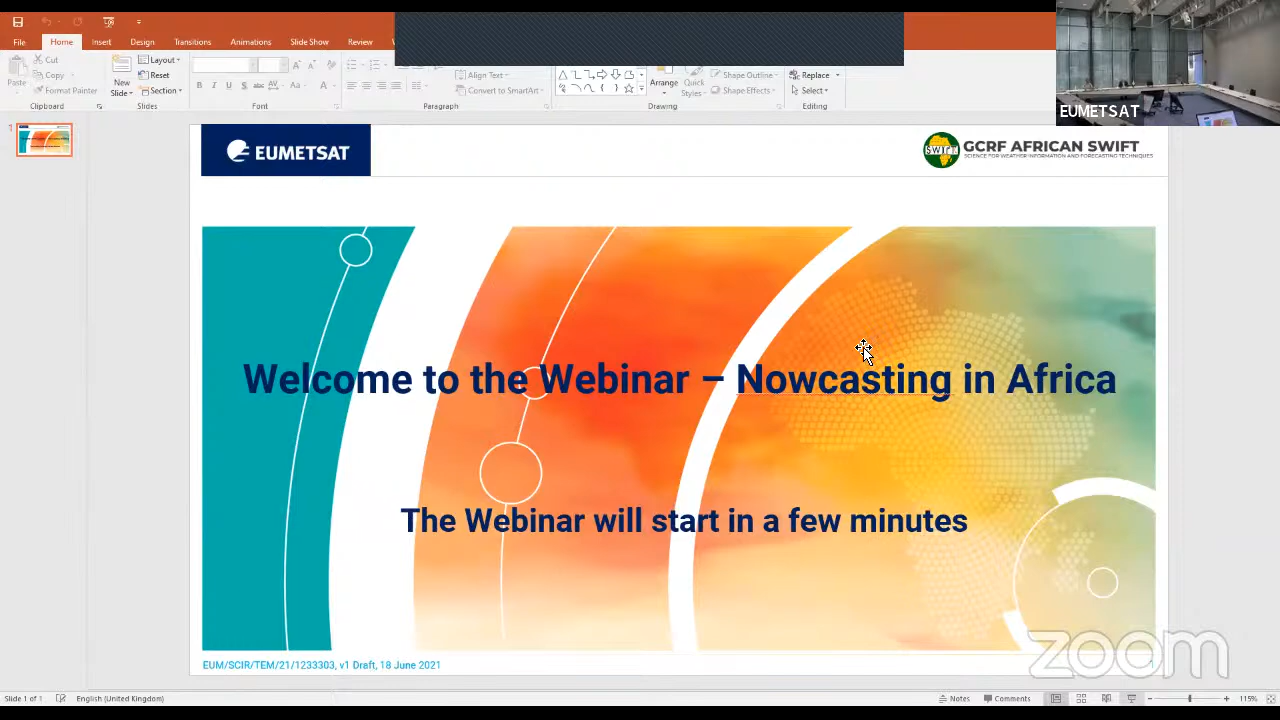 File Home Insert Design Transitions Animations Slide Show Review
Cut
Copy
Format Painter
Paste
Clipboard
New
Slide
Layout
Reset
Section
Slides
Font
Paragraph
Align Text
Convert to SmartArt
Arrange
Quick
Styles
Shape Outline
Shape Effects
Drawing
Replace
Select
Editing
EUMETSAT
1
EUMETSAT
SWIFT
GCRF AFRICAN SWIFT
SCIENCE FOR WEATHER INFORMATION AND FORECASTING TECHNIQUES
Welcome to the Webinar – Nowcasting in Africa
The Webinar will start in a few minutes
EUM/SCIR/TEM/21/1233303, v1 Draft, 18 June 2021
1
zoom
Slide 1 of 1 English (United Kingdom) Notes Comments 115%